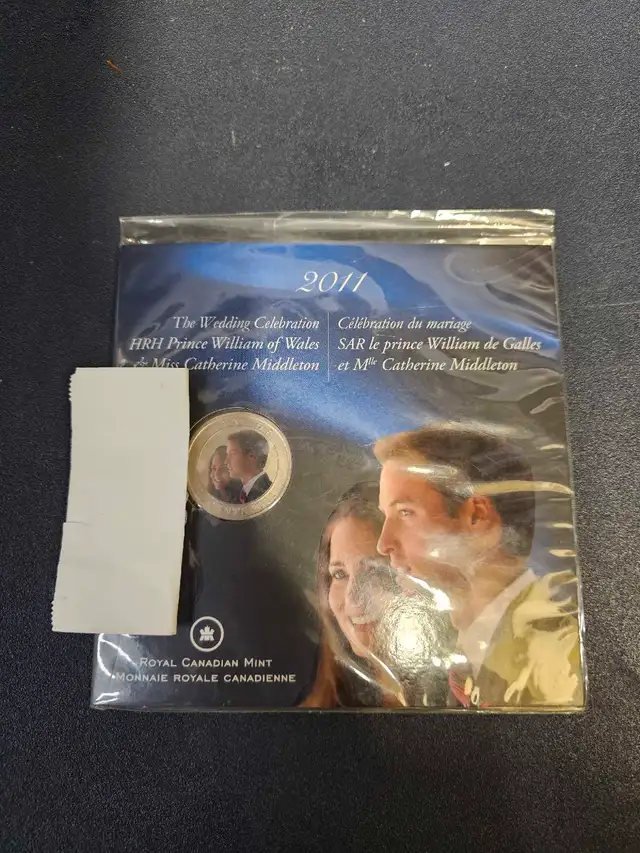 2011
The Wedding Celebration
HRH Prince William of Wales
& Miss Catherine Middleton
Célébration du mariage
SAR le prince William de Galles
et Mlle Catherine Middleton
ROYAL CANADIAN MINT
MONNAIE ROYALE CANADIENNE